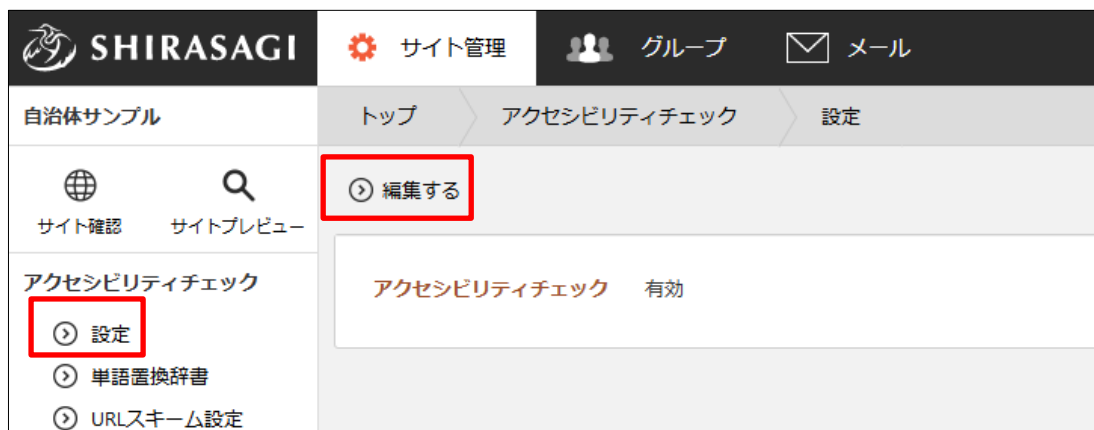 SHIRASAGI
サイト管理
グループ
メール
自治体サンプル
トップ
アクセシビリティチェック
設定
サイト確認
サイトプレビュー
編集する
アクセシビリティチェック
設定
単語置換辞書
URLスキーム設定
アクセシビリティチェック 有効